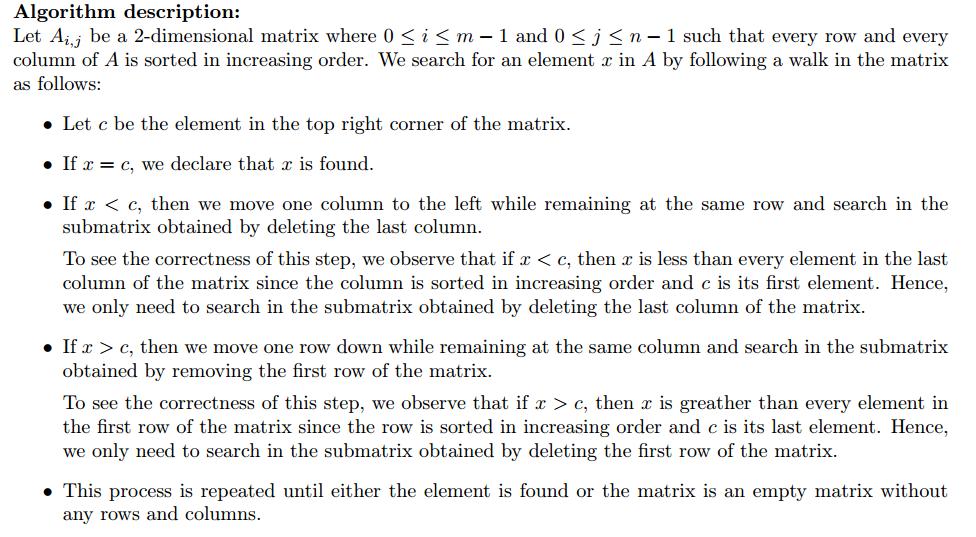 Algorithm description:
Let A_{i,j} be a 2-dimensional matrix where 0 ≤ i ≤ m − 1 and 0 ≤ j ≤ n − 1 such that every row and every
column of A is sorted in increasing order. We search for an element x in A by following a walk in the matrix
as follows:
• Let c be the element in the top right corner of the matrix.
• If x = c, we declare that x is found.
• If x < c, then we move one column to the left while remaining at the same row and search in the
submatrix obtained by deleting the last column.
To see the correctness of this step, we observe that if x < c, then x is less than every element in the last
column of the matrix since the column is sorted in increasing order and c is its first element. Hence,
we only need to search in the submatrix obtained by deleting the last column of the matrix.
• If x > c, then we move one row down while remaining at the same column and search in the submatrix
obtained by removing the first row of the matrix.
To see the correctness of this step, we observe that if x > c, then x is greather than every element in
the first row of the matrix since the row is sorted in increasing order and c is its last element. Hence,
we only need to search in the submatrix obtained by deleting the first row of the matrix.
• This process is repeated until either the element is found or the matrix is an empty matrix without
any rows and columns.